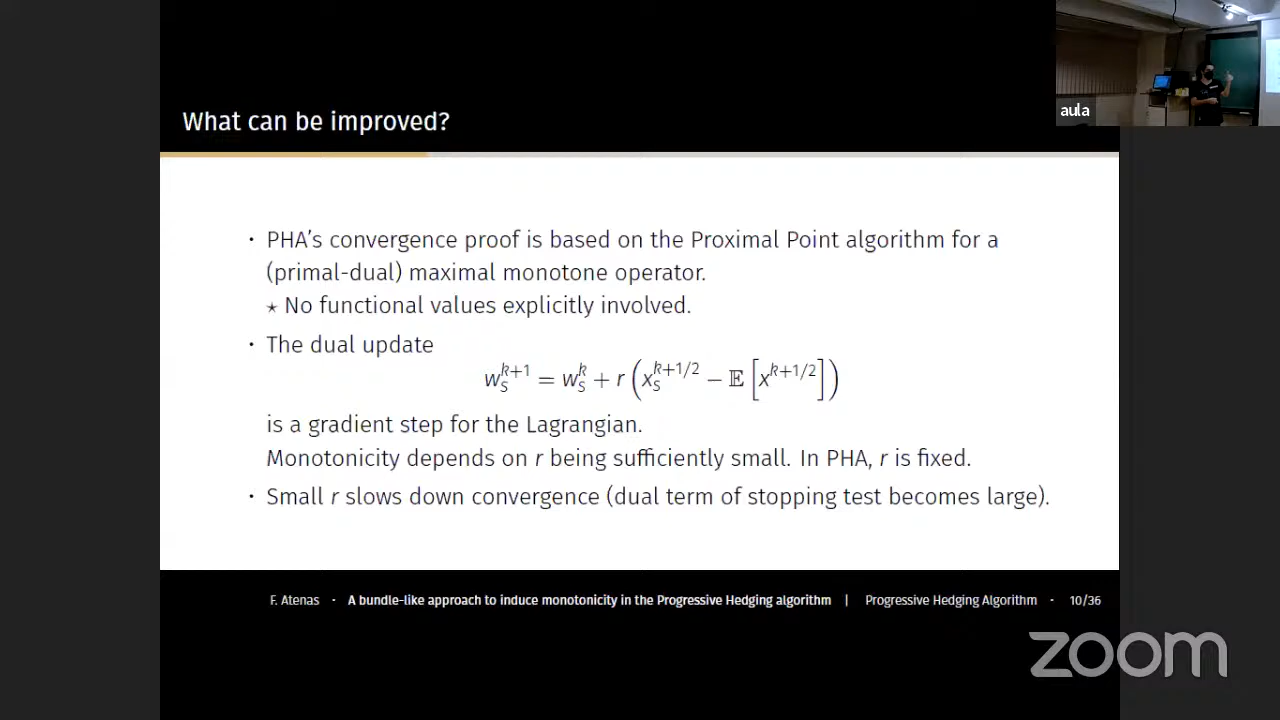 aula
What can be improved?
· PHA's convergence proof is based on the Proximal Point algorithm for a
(primal-dual) maximal monotone operator.
⋆ No functional values explicitly involved.
· The dual update
w_S^{k+1} = w_S^k + r ( x_S^{k+1/2} − 𝔼 [ x^{k+1/2} ] )
is a gradient step for the Lagrangian.
Monotonicity depends on r being sufficiently small. In PHA, r is fixed.
· Small r slows down convergence (dual term of stopping test becomes large).
F. Atenas · A bundle-like approach to induce monotonicity in the Progressive Hedging algorithm | Progressive Hedging Algorithm · 10/36
zoom